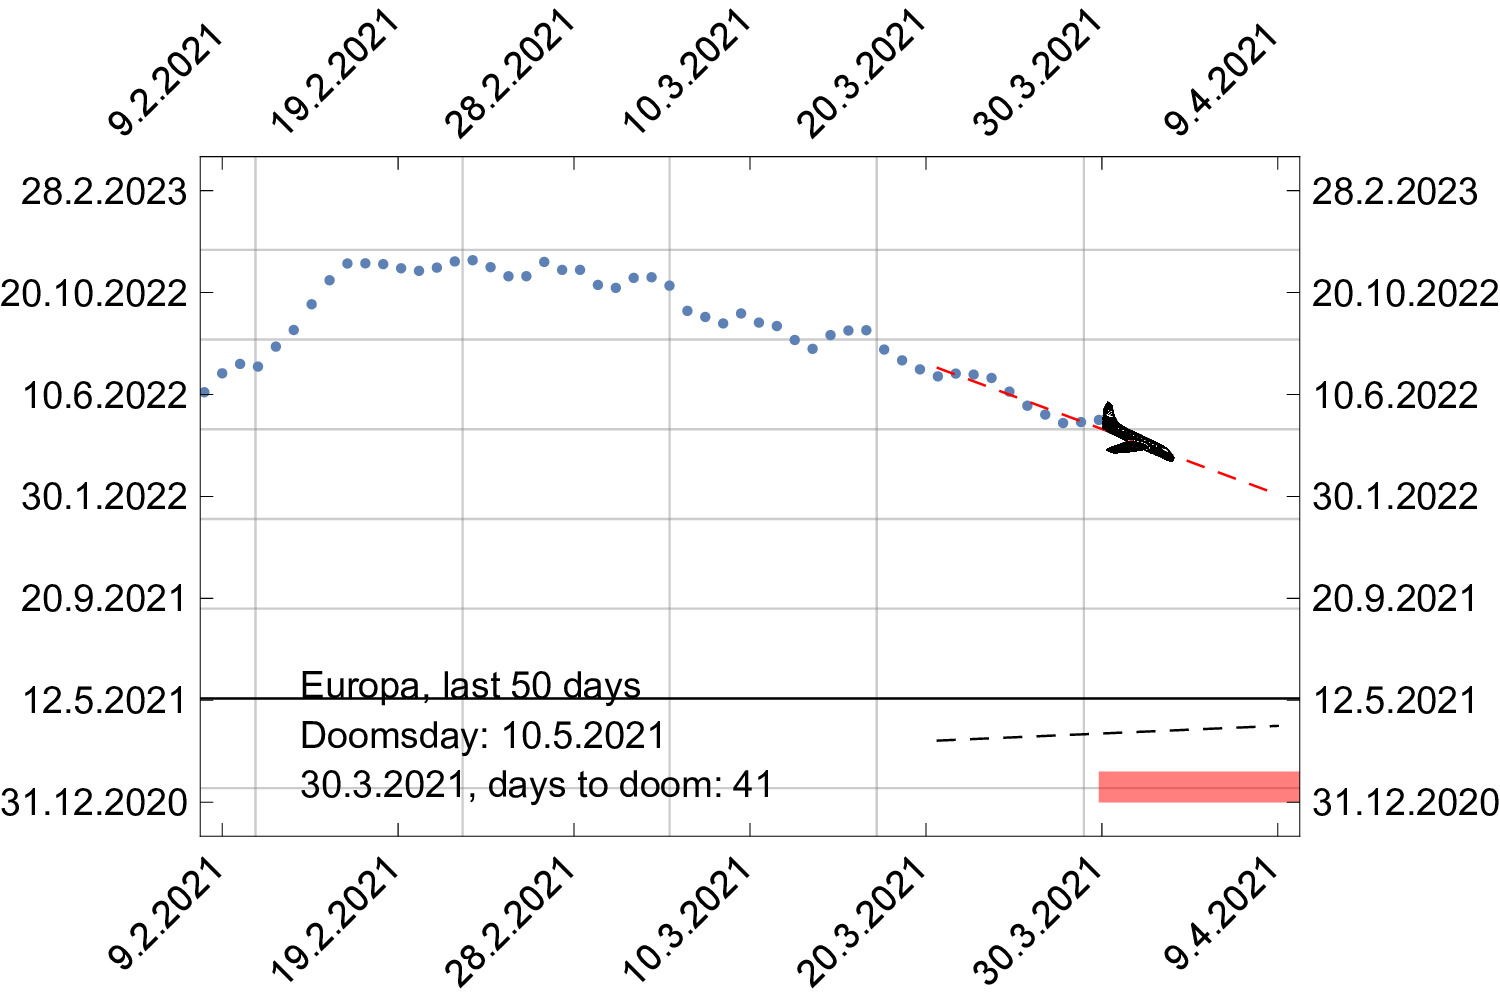 9.2.2021 19.2.2021 28.2.2021 10.3.2021 20.3.2021 30.3.2021 9.4.2021
28.2.2023 28.2.2023
20.10.2022 20.10.2022
10.6.2022 10.6.2022
30.1.2022 30.1.2022
20.9.2021 20.9.2021
Europa, last 50 days
12.5.2021 12.5.2021
Doomsday: 10.5.2021
30.3.2021, days to doom: 41
31.12.2020 31.12.2020
9.2.2021 19.2.2021 28.2.2021 10.3.2021 20.3.2021 30.3.2021 9.4.2021